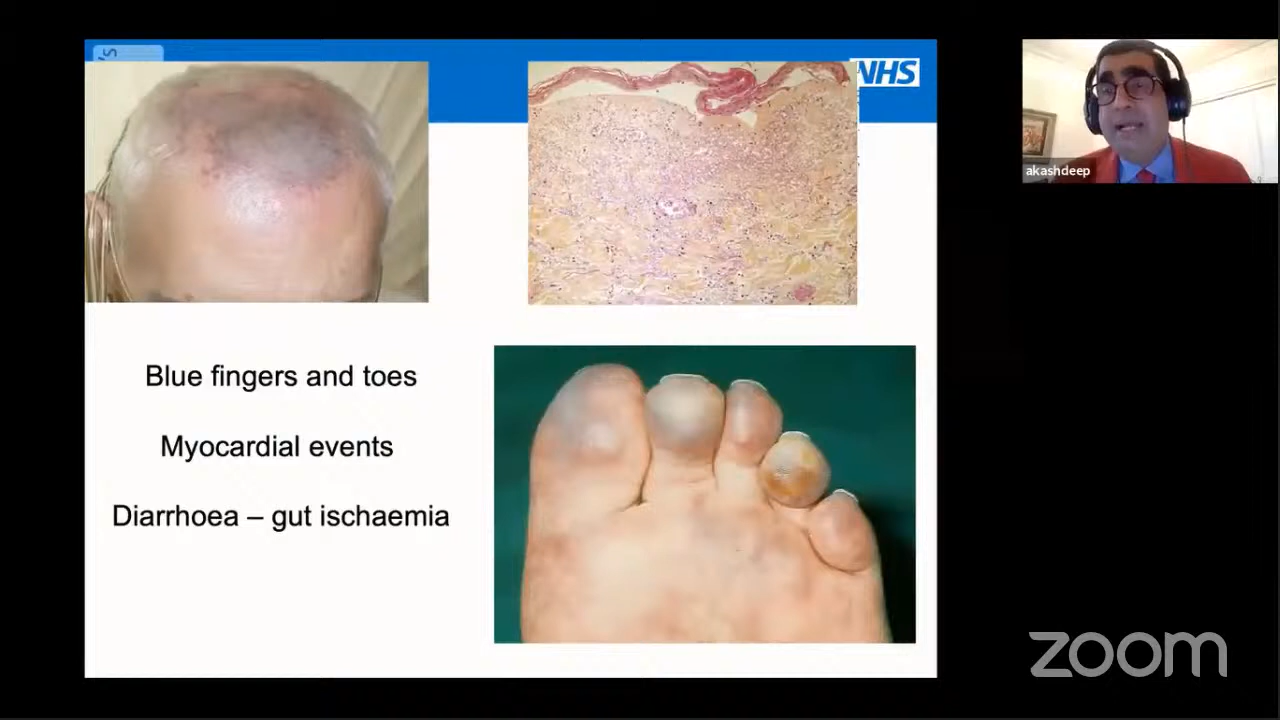 NHS
Blue fingers and toes
Myocardial events
Diarrhoea – gut ischaemia
akashdeep
zoom